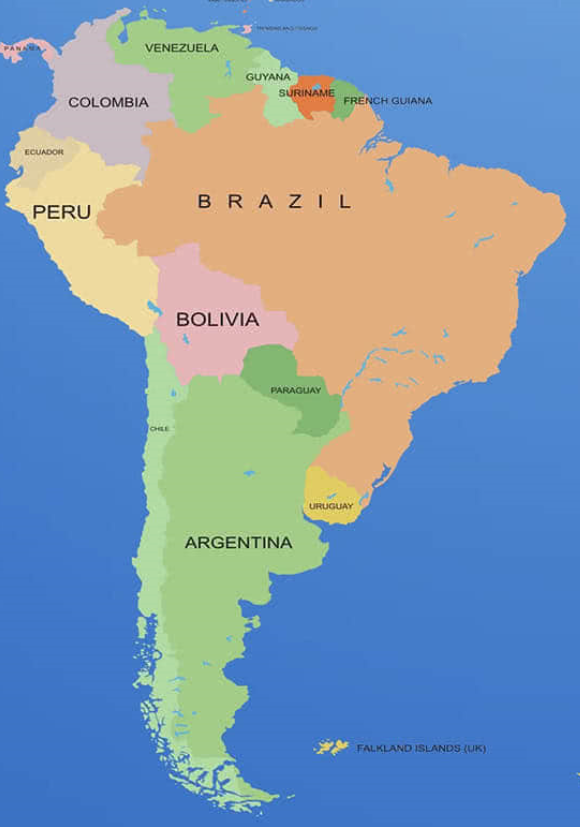 PANAMA
VENEZUELA
GUYANA
SURINAME
FRENCH GUIANA
COLOMBIA
ECUADOR
PERU
BRAZIL
BOLIVIA
PARAGUAY
CHILE
URUGUAY
ARGENTINA
FALKLAND ISLANDS (UK)